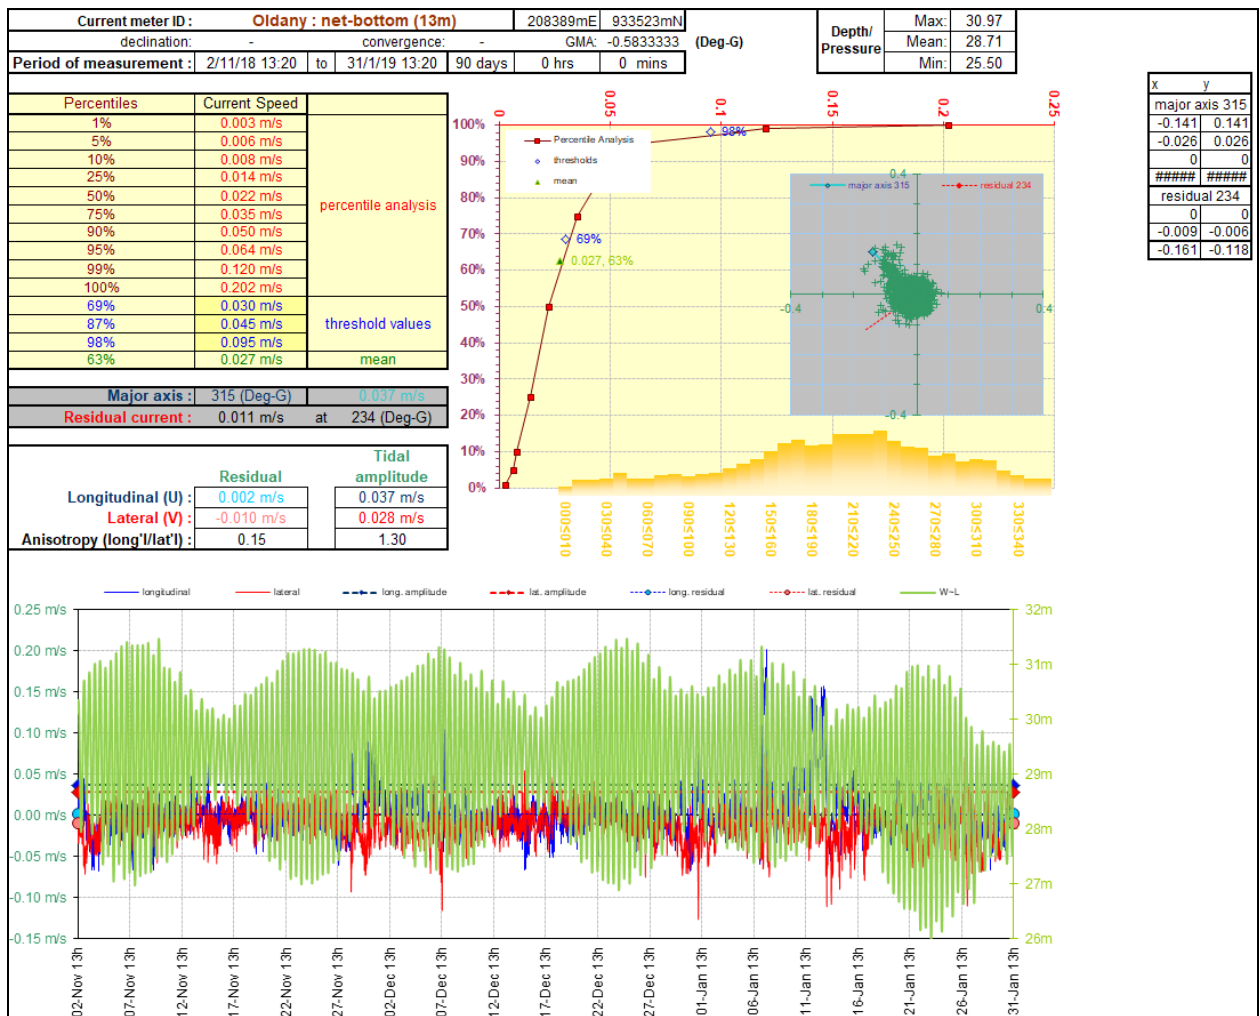 Current meter ID : Oldany : net-bottom (13m) 208389mE 933523mN
declination: - convergence: - GMA: -0.5833333 (Deg-G)
Period of measurement : 2/11/18 13:20 to 31/1/19 13:20 90 days 0 hrs 0 mins
Depth/ Pressure
Max: 30.97
Mean: 28.71
Min: 25.50
x y
major axis 315
-0.141 0.141
-0.026 0.026
0 0
##### #####
residual 234
0 0
-0.009 -0.006
-0.161 -0.118
Percentiles Current Speed
1% 0.003 m/s
5% 0.006 m/s
10% 0.008 m/s
25% 0.014 m/s
50% 0.022 m/s
75% 0.035 m/s
90% 0.050 m/s
95% 0.064 m/s
99% 0.120 m/s
100% 0.202 m/s
percentile analysis
69% 0.030 m/s
87% 0.045 m/s
98% 0.095 m/s
threshold values
63% 0.027 m/s mean
Major axis : 315 (Deg-G) 0.037 m/s
Residual current : 0.011 m/s at 234 (Deg-G)
Residual Tidal amplitude
Longitudinal (U) : 0.002 m/s 0.037 m/s
Lateral (V) : -0.010 m/s 0.028 m/s
Anisotropy (long'l/lat'l) : 0.15 1.30
0 0.05 0.1 0.15 0.2 0.25
100%
90%
80%
70%
60%
50%
40%
30%
20%
10%
0%
Percentile Analysis
thresholds
mean
98%
69%
0.027, 63%
major axis 315 residual 234
0.4
-0.4 0.4
-0.4
000≤010 030≤040 060≤070 090≤100 120≤130 150≤160 180≤190 210≤220 240≤250 270≤280 300≤310 330≤340
longitudinal lateral long. amplitude lat. amplitude long. residual lat. residual W~L
0.25 m/s
0.20 m/s
0.15 m/s
0.10 m/s
0.05 m/s
0.00 m/s
-0.05 m/s
-0.10 m/s
-0.15 m/s
32m
31m
30m
29m
28m
27m
26m
02-Nov 13h 07-Nov 13h 12-Nov 13h 17-Nov 13h 22-Nov 13h 27-Nov 13h 02-Dec 13h 07-Dec 13h 12-Dec 13h 17-Dec 13h 22-Dec 13h 27-Dec 13h 01-Jan 13h 06-Jan 13h 11-Jan 13h 16-Jan 13h 21-Jan 13h 26-Jan 13h 31-Jan 13h